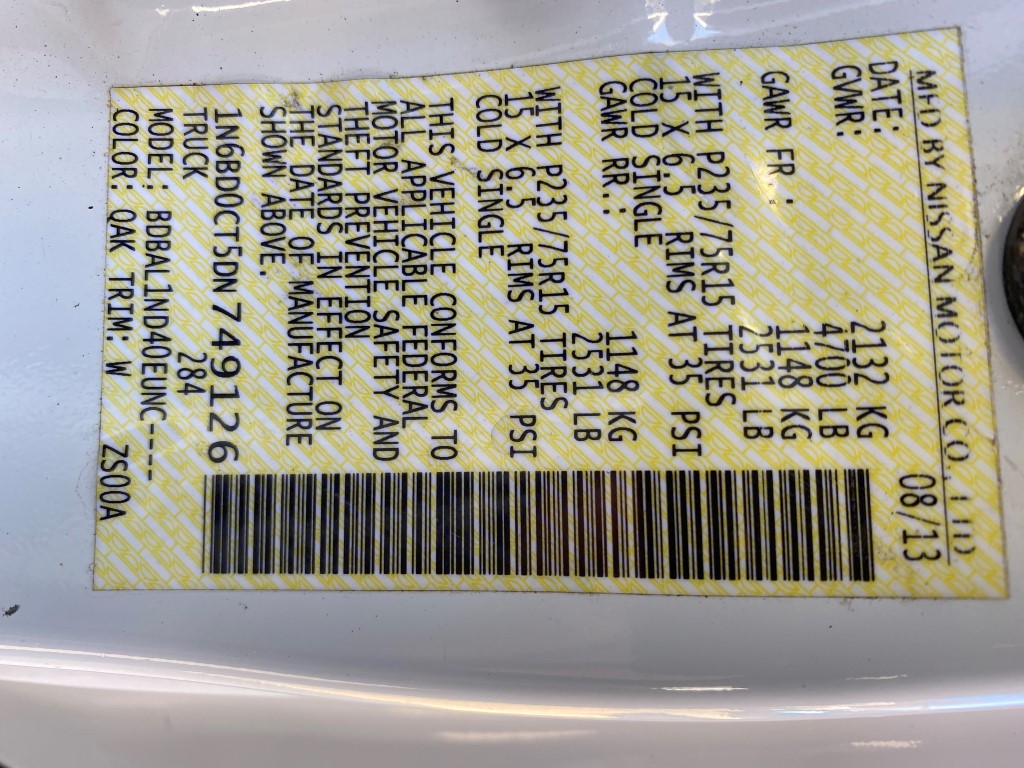 MFD BY NISSAN MOTOR CO., LTD
DATE: 08/13
GVWR: 2132 KG
4700 LB
GAWR FR.: 1148 KG
2531 LB
WITH P235/75R15 TIRES
15 X 6.5 RIMS AT 35 PSI
COLD SINGLE
GAWR RR.: 1148 KG
2531 LB
WITH P235/75R15 TIRES
15 X 6.5 RIMS AT 35 PSI
COLD SINGLE
THIS VEHICLE CONFORMS TO
ALL APPLICABLE FEDERAL
MOTOR VEHICLE SAFETY AND
THEFT PREVENTION
STANDARDS IN EFFECT ON
THE DATE OF MANUFACTURE
SHOWN ABOVE.
1N6BD0CT5DN749126
TRUCK 284
MODEL: BDBALND40EUNC-----
COLOR: QAK TRIM: W ZS00A